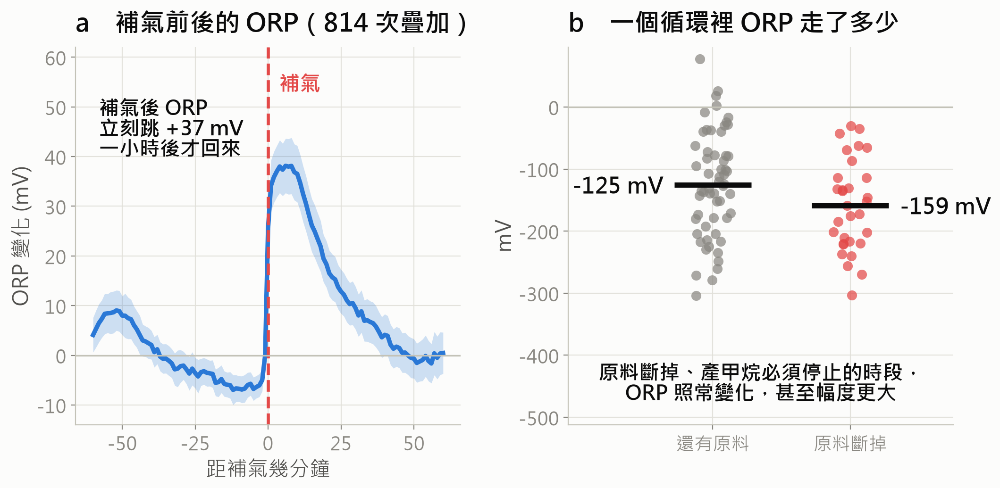 a 補氣前後的 ORP（814 次疊加）
60
50
40
30
20
10
0
-10
ORP 變化 (mV)
補氣
補氣後 ORP
立刻跳 +37 mV
一小時後才回來
-50
-25
0
25
50
距補氣幾分鐘
b 一個循環裡 ORP 走了多少
0
-100
-200
-300
-400
-500
mV
-125 mV
-159 mV
原料斷掉、產甲烷必須停止的時段，
ORP 照常變化，甚至幅度更大
還有原料
原料斷掉